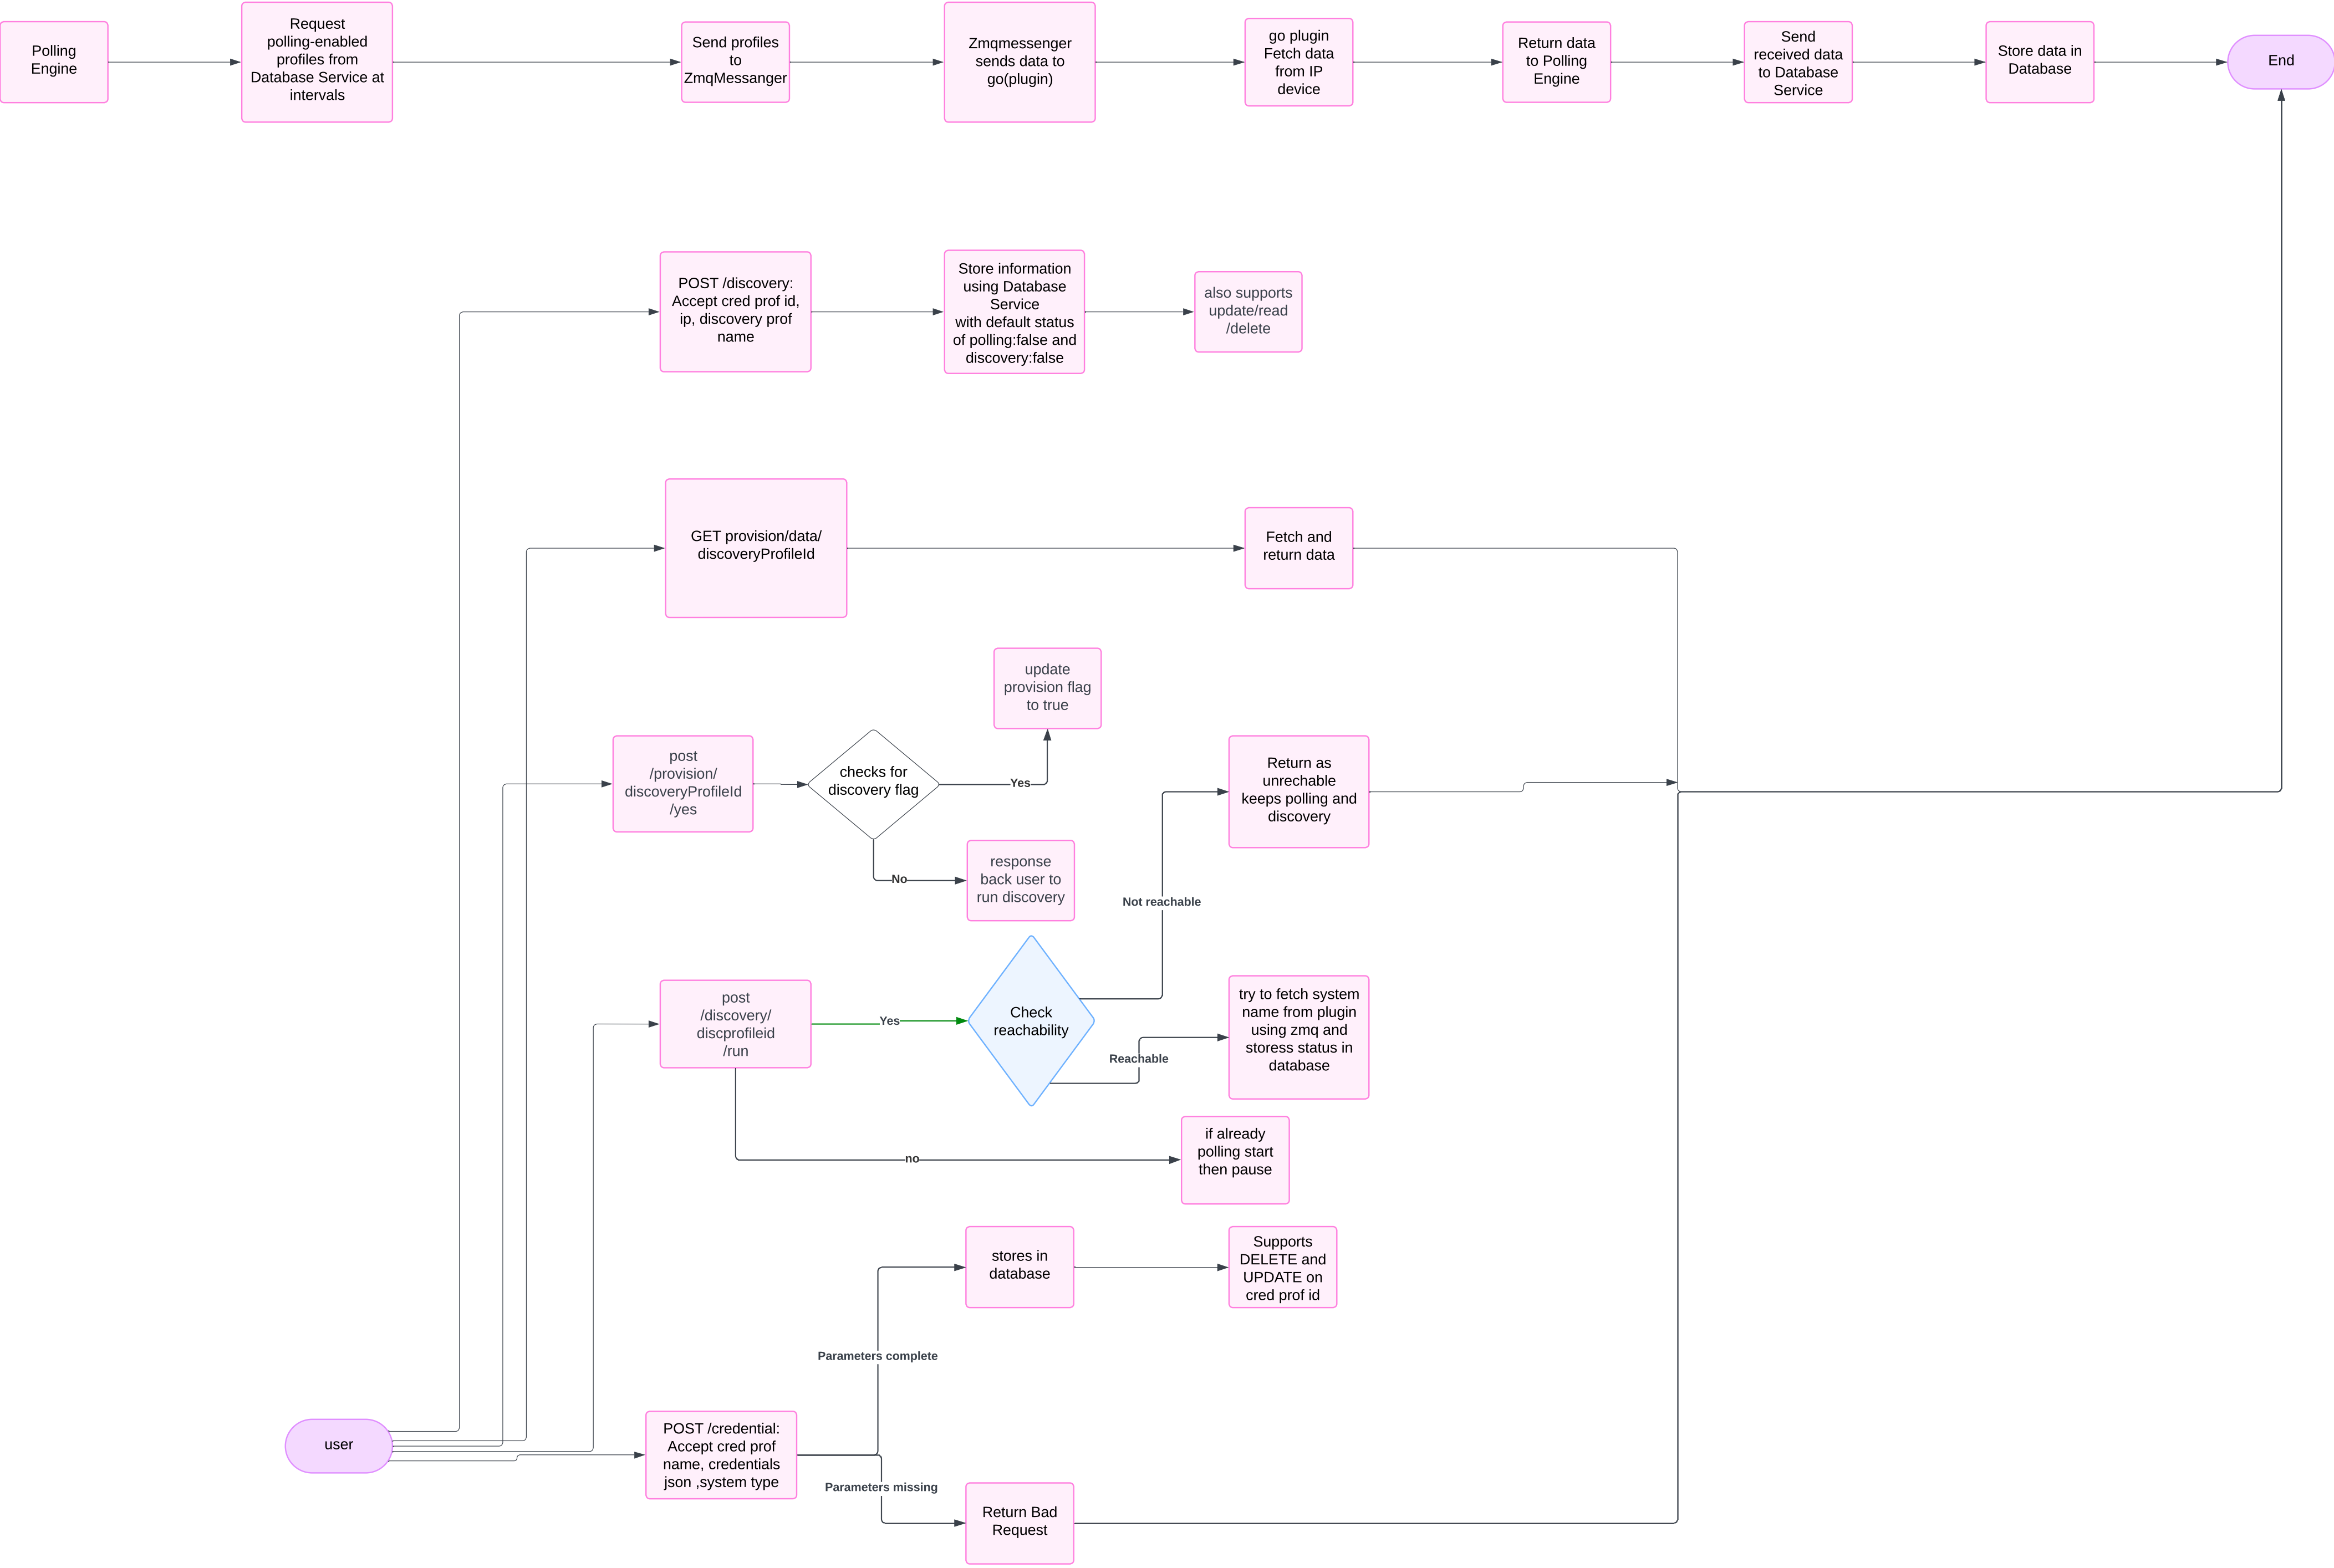 Polling
Engine
Request
polling-enabled
profiles from
Database Service at
intervals
Send profiles
to
ZmqMessanger
Zmqmessenger
sends data to
go(plugin)
go plugin
Fetch data
from IP
device
Return data
to Polling
Engine
Send
received data
to Database
Service
Store data in
Database
End
POST /discovery:
Accept cred prof id,
ip, discovery prof
name
Store information
using Database
Service
with default status
of polling:false and
discovery:false
also supports
update/read
/delete
GET provision/data/
discoveryProfileId
Fetch and
return data
update
provision flag
to true
post
/provision/
discoveryProfileId
/yes
checks for
discovery flag
Yes
No
response
back user to
run discovery
Return as
unrechable
keeps polling and
discovery
Not reachable
post
/discovery/
discprofileid
/run
Yes
Check
reachability
Reachable
try to fetch system
name from plugin
using zmq and
storess status in
database
no
if already
polling start
then pause
stores in
database
Supports
DELETE and
UPDATE on
cred prof id
Parameters complete
user
POST /credential:
Accept cred prof
name, credentials
json ,system type
Parameters missing
Return Bad
Request